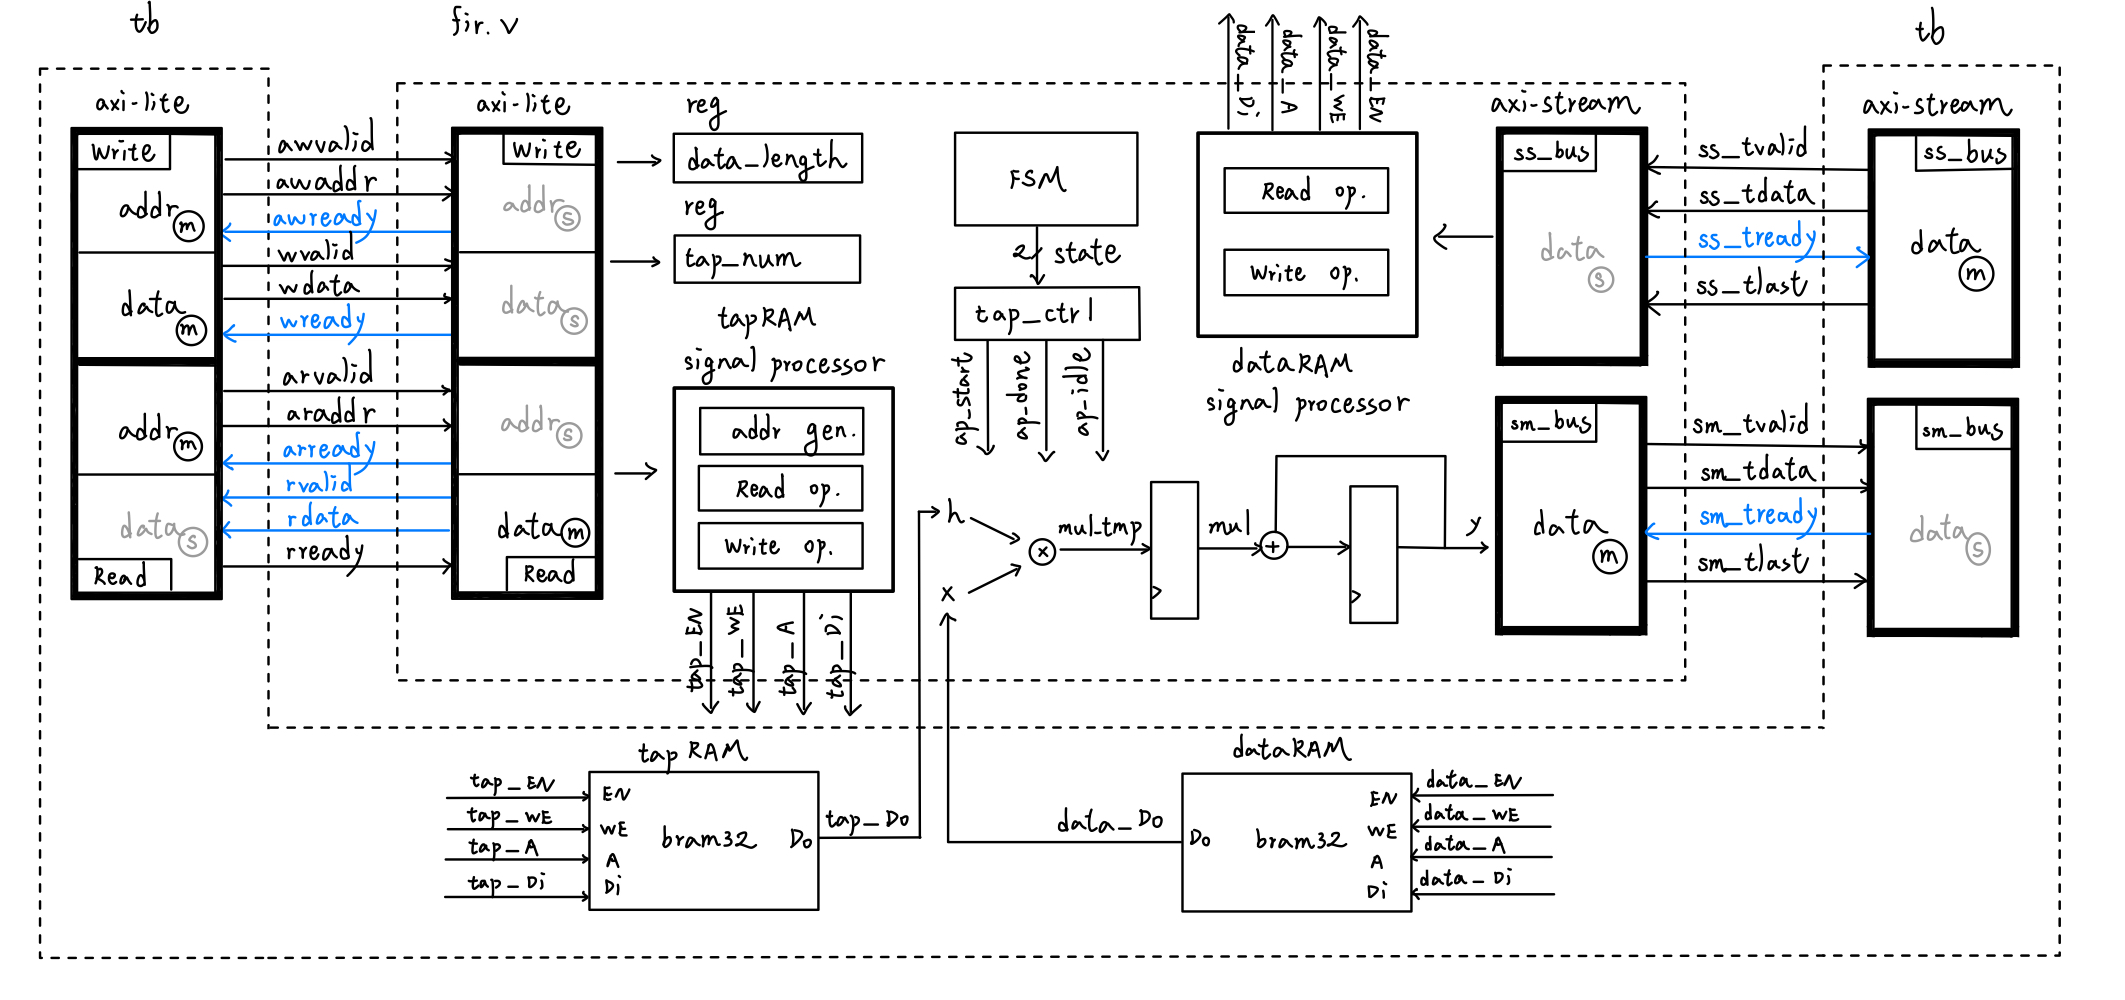 tb
fir.v
tb
axi-lite
Write
addr m
data m
addr m
data s
Read
awvalid
awaddr
awready
wvalid
wdata
wready
arvalid
araddr
arready
rvalid
rdata
rready
axi-lite
Write
addr s
data s
addr s
data m
Read
reg
data_length
reg
tap_num
tapRAM
signal processor
addr gen.
Read op.
Write op.
tap_EN
tap_WE
tap_A
tap_Di
FSM
2 state
tap_ctrl
ap_start
ap_done
ap_idle
data_Di
data_A
data_WE
data_EN
Read op.
Write op.
dataRAM
signal processor
h
x
x
mul_tmp
mul
+
y
axi-stream
ss_bus
data s
sm_bus
data m
ss_tvalid
ss_tdata
ss_tready
ss_tlast
sm_tvalid
sm_tdata
sm_tready
sm_tlast
axi-stream
ss_bus
data m
sm_bus
data s
tapRAM
tap_EN
tap_WE
tap_A
tap_Di
EN
WE
A
Di
bram32
Do
tap_Do
dataRAM
data_Do
Do
bram32
EN
WE
A
Di
data_EN
data_WE
data_A
data_Di